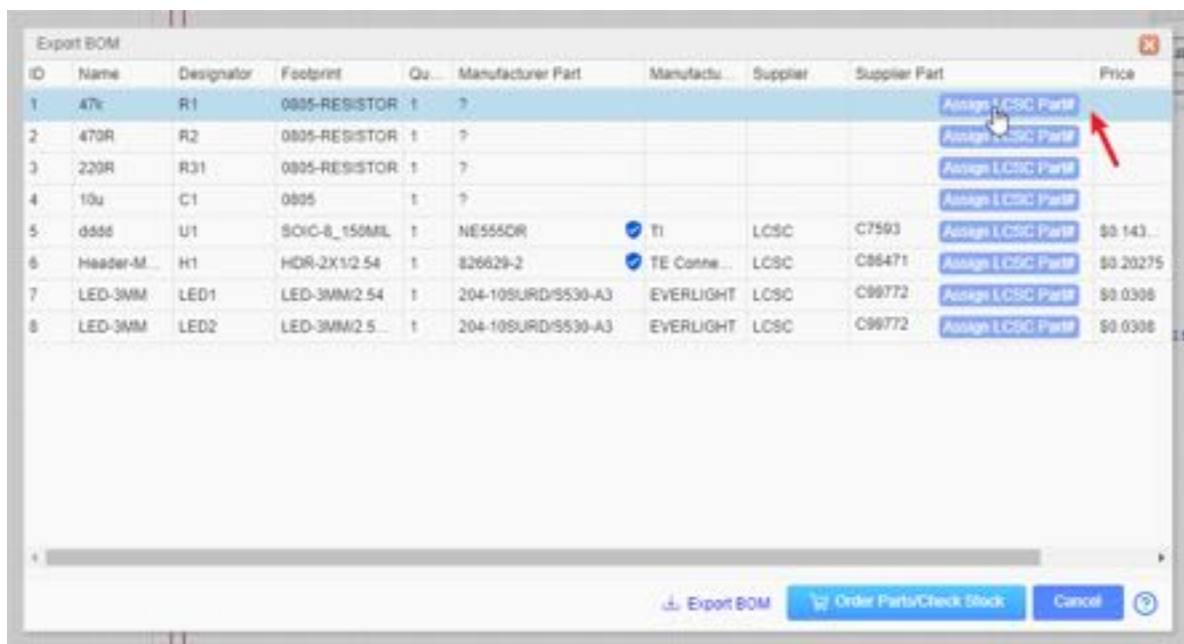 Export BOM
ID Name Designator Footprint Qu... Manufacturer Part Manufactu... Supplier Supplier Part Price
1 47k R1 0805-RESISTOR 1 ? Assign LCSC Part#
2 470R R2 0805-RESISTOR 1 ? Assign LCSC Part#
3 220R R31 0805-RESISTOR 1 ? Assign LCSC Part#
4 10u C1 0805 1 ? Assign LCSC Part#
5 dddd U1 SOIC-8_150MIL 1 NE555DR TI LCSC C7593 Assign LCSC Part# $0.143...
6 Header-M... H1 HDR-2X1/2.54 1 826629-2 TE Conne... LCSC C86471 Assign LCSC Part# $0.20275
7 LED-3MM LED1 LED-3MM/2.54 1 204-10SURD/S530-A3 EVERLIGHT LCSC C99772 Assign LCSC Part# $0.0308
8 LED-3MM LED2 LED-3MM/2.5... 1 204-10SURD/S530-A3 EVERLIGHT LCSC C99772 Assign LCSC Part# $0.0308
Export BOM Order Parts/Check Stock Cancel ?